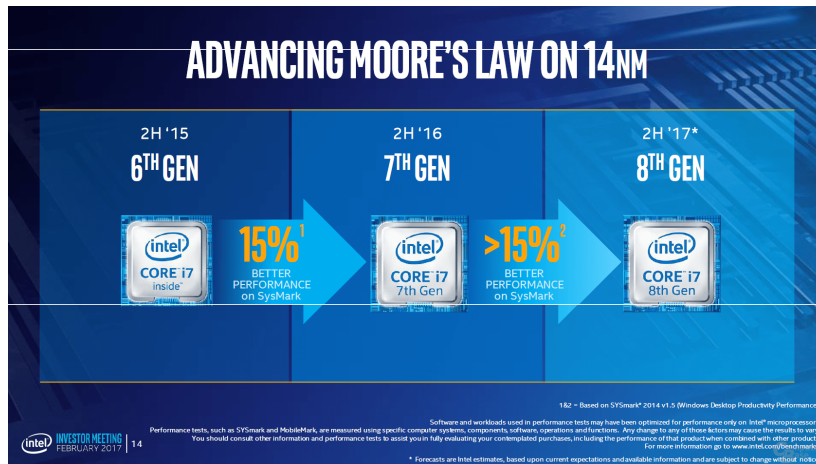 ADVANCING MOORE'S LAW ON 14NM
2H '15
6TH GEN
2H '16
7TH GEN
2H '17*
8TH GEN
intel
CORE™ i7
inside™
15%1
BETTER
PERFORMANCE
on SysMark
intel
CORE™ i7
7th Gen
>15%2
BETTER
PERFORMANCE
on SysMark
intel
CORE™ i7
8th Gen
1&2 – Based on SYSmark* 2014 v1.5 (Windows Desktop Productivity Performance
Software and workloads used in performance tests may have been optimized for performance only on Intel® microprocessor
Performance tests, such as SYSmark and MobileMark, are measured using specific computer systems, components, software, operations and functions. Any change to any of those factors may cause the results to vary
You should consult other information and performance tests to assist you in fully evaluating your contemplated purchases, including the performance of that product when combined with other product
For more information go to www.intel.com/benchmark
* Forecasts are Intel estimates, based upon current expectations and available information and are subject to change without notic
intel
INVESTOR MEETING
FEBRUARY 2017
14